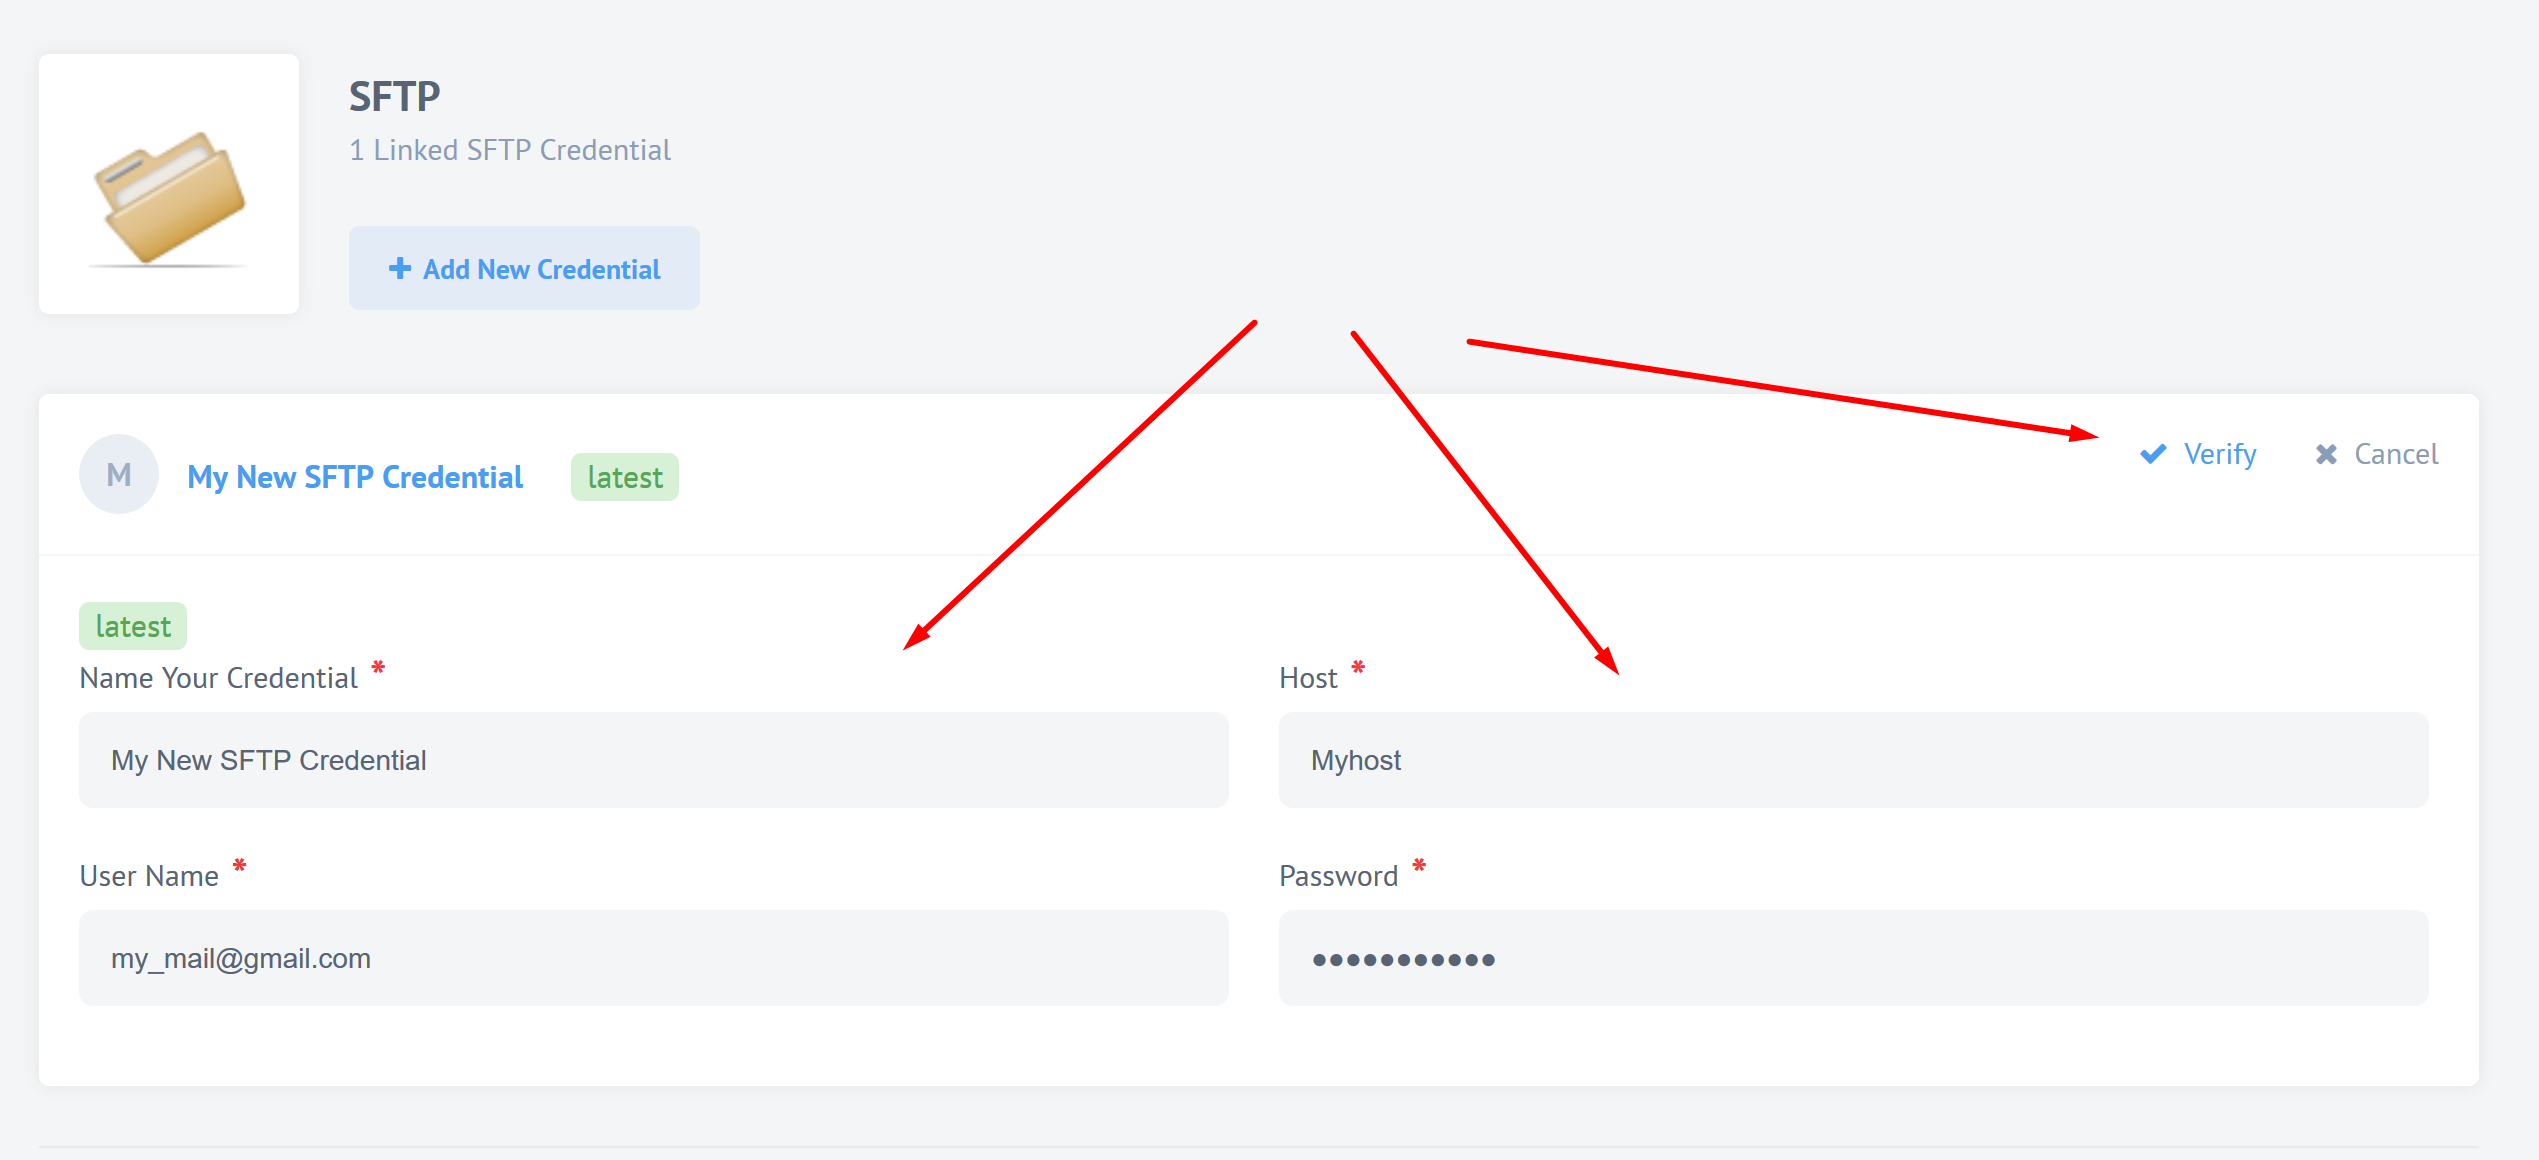 SFTP
1 Linked SFTP Credential
Add New Credential
M
My New SFTP Credential latest
Verify Cancel
latest
Name Your Credential *
Host *
My New SFTP Credential
Myhost
User Name *
Password *
my_mail@gmail.com
•••••••••••